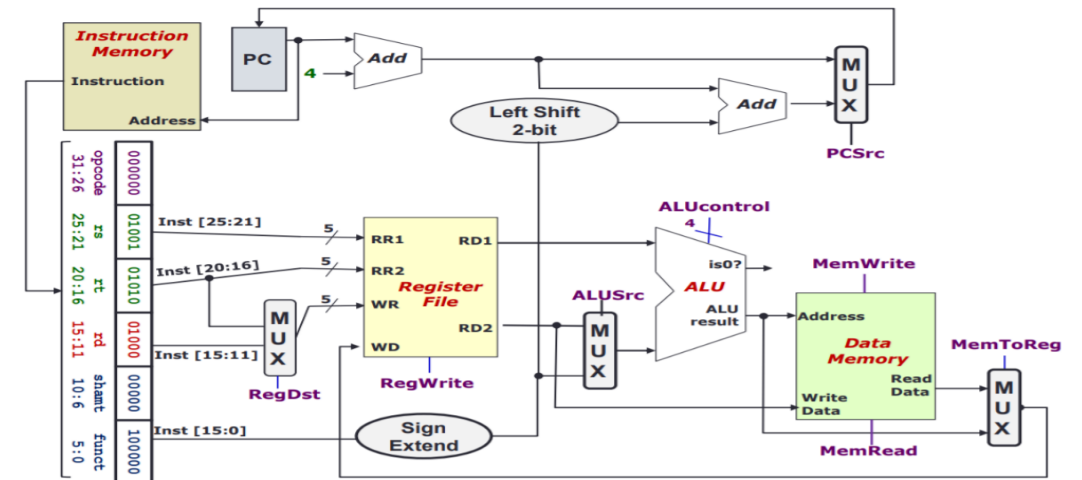 Instruction
Memory
Instruction
Address
PC
4
Add
Left Shift
2-bit
Add
M
U
X
PCSrc
opcode
31:26
000000
rs
25:21
01001
rt
20:16
01010
rd
15:11
01000
shamt
10:6
00000
funct
5:0
100000
Inst [25:21]
Inst [20:16]
Inst [15:11]
Inst [15:0]
5
5
5
M
U
X
RegDst
RR1
RR2
WR
WD
RD1
RD2
Register
File
RegWrite
Sign
Extend
ALUSrc
M
U
X
ALUcontrol
4
is0?
ALU
ALU
result
MemWrite
Address
Data
Memory
Read
Data
Write
Data
MemRead
MemToReg
M
U
X